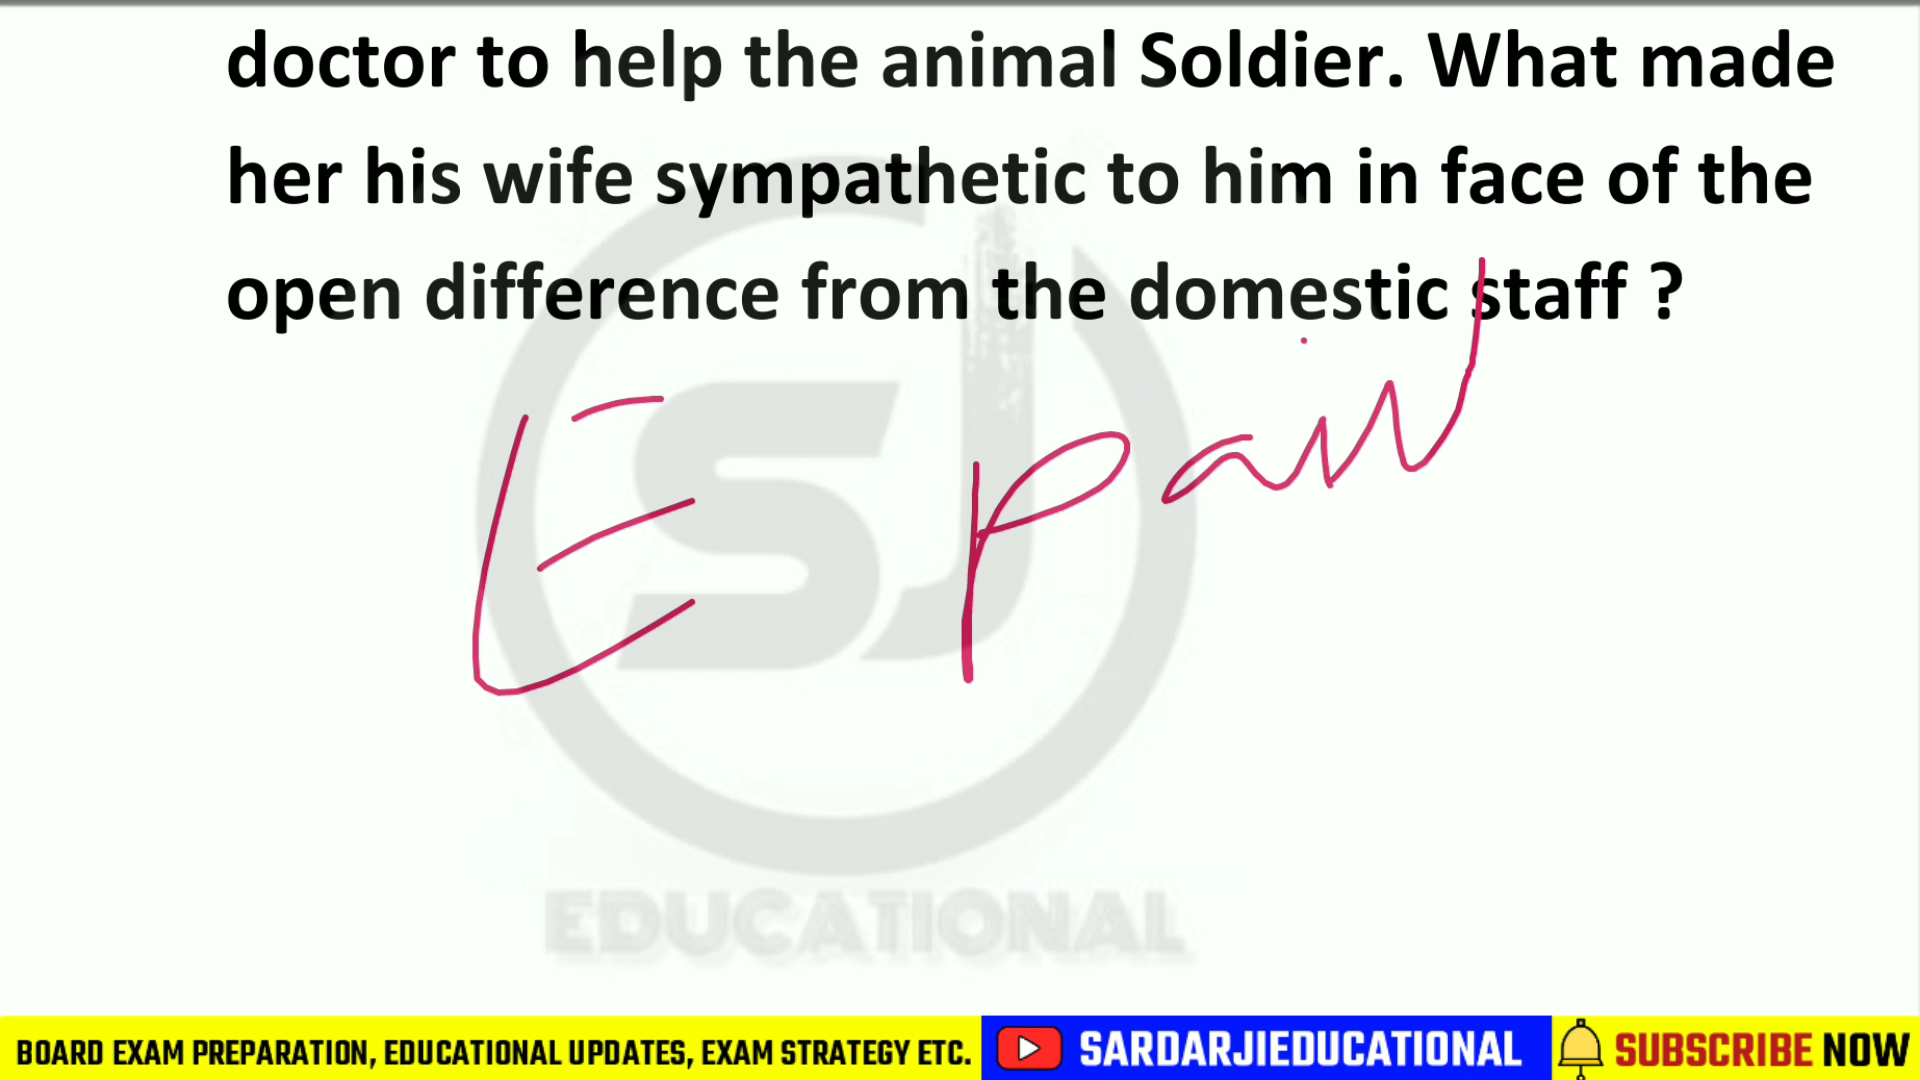 doctor to help the animal Soldier. What made
her his wife sympathetic to him in face of the
open difference from the domestic staff ?
E
SJ
EDUCATIONAL
BOARD EXAM PREPARATION, EDUCATIONAL UPDATES, EXAM STRATEGY ETC.
SARDARJIEDUCATIONAL
SUBSCRIBE NOW